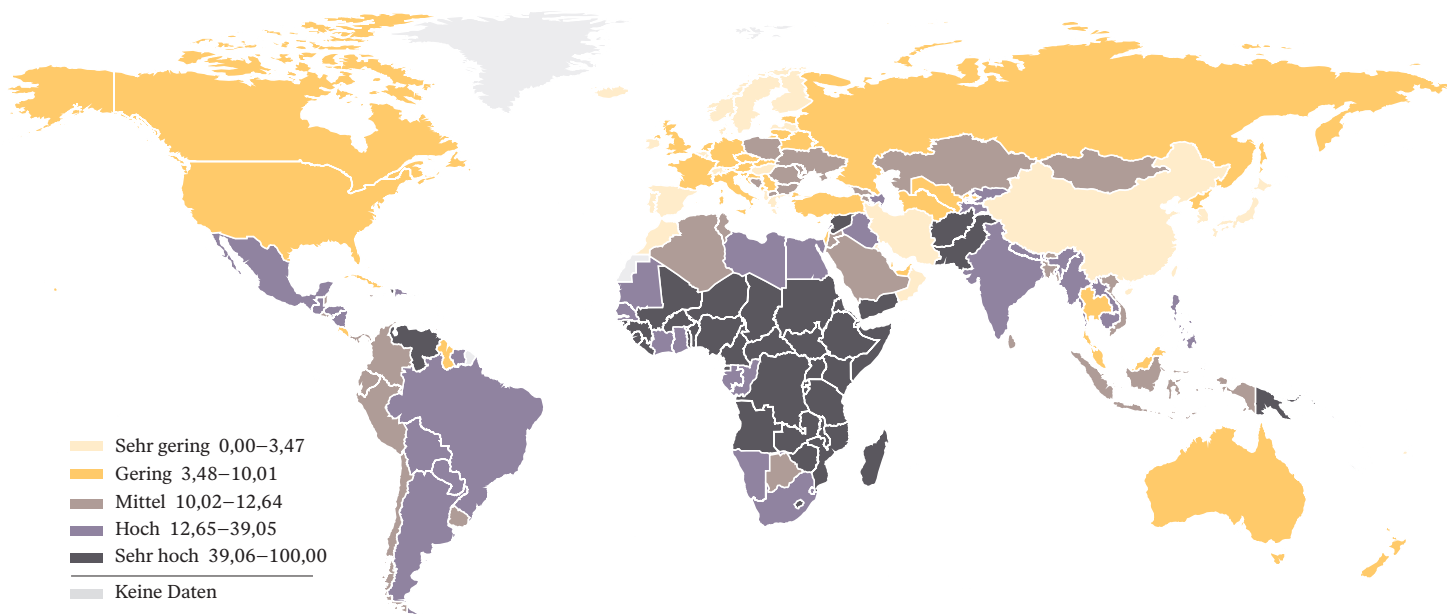 Sehr gering 0,00–3,47
Gering 3,48–10,01
Mittel 10,02–12,64
Hoch 12,65–39,05
Sehr hoch 39,06–100,00
Keine Daten